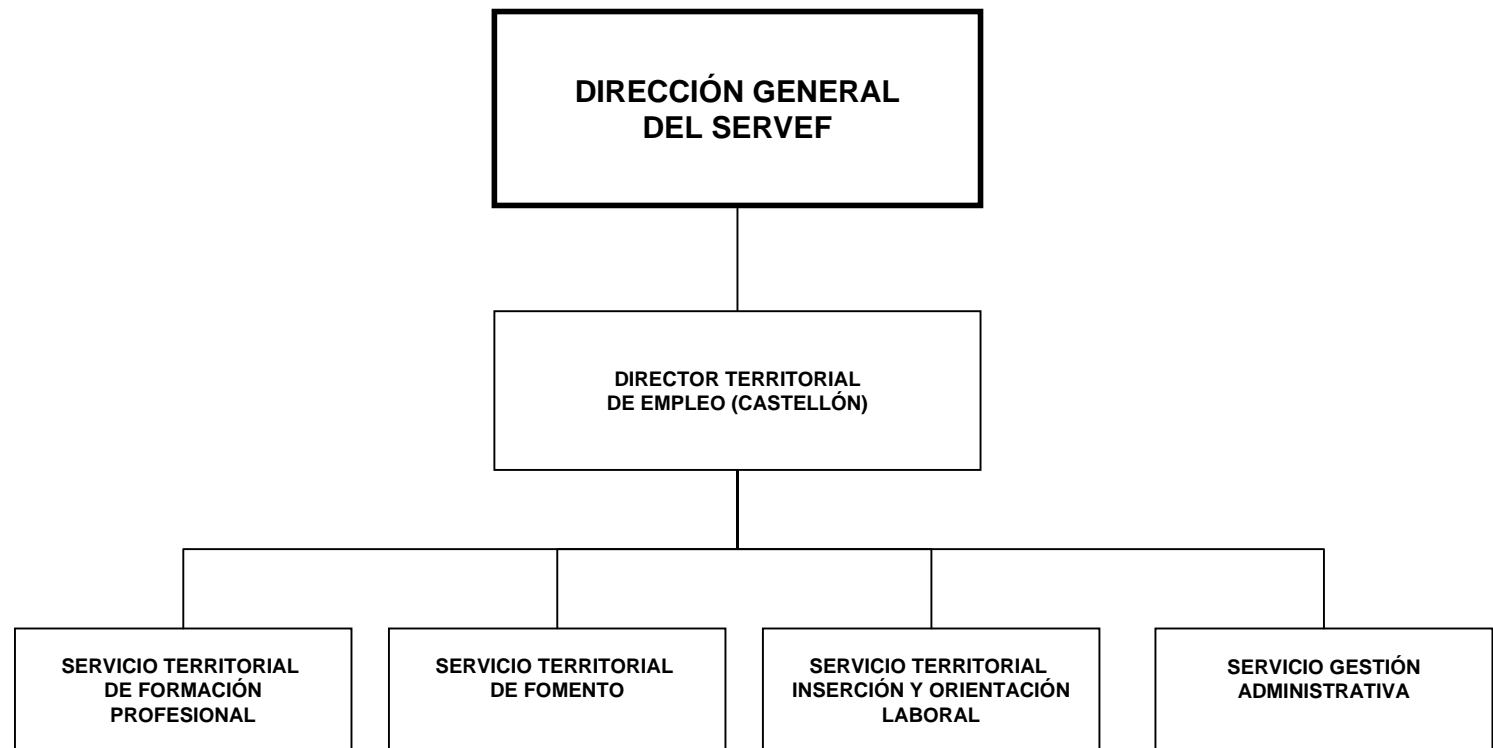 DIRECCIÓN GENERAL
DEL SERVEF
DIRECTOR TERRITORIAL
DE EMPLEO (CASTELLÓN)
SERVICIO TERRITORIAL
DE FORMACIÓN
PROFESIONAL
SERVICIO TERRITORIAL
DE FOMENTO
SERVICIO TERRITORIAL
INSERCIÓN Y ORIENTACIÓN
LABORAL
SERVICIO GESTIÓN
ADMINISTRATIVA